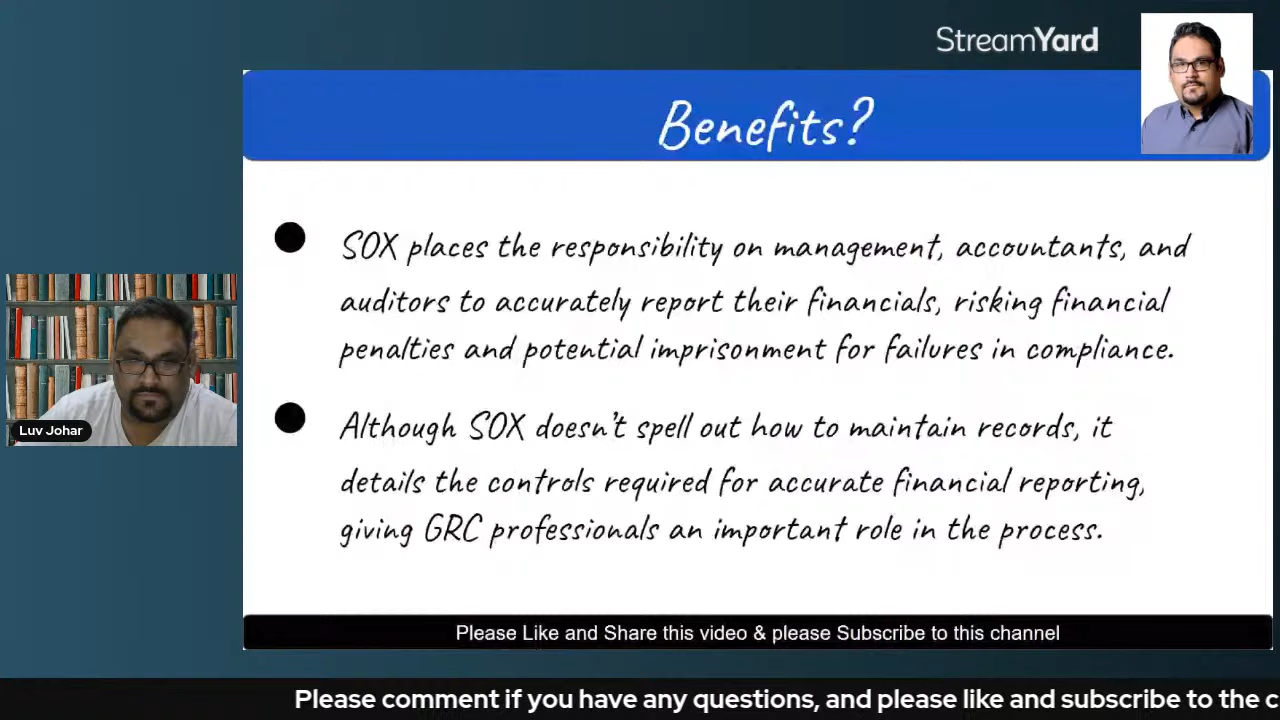 StreamYard
Benefits?
SOX places the responsibility on management, accountants, and
auditors to accurately report their financials, risking financial
penalties and potential imprisonment for failures in compliance.
Although SOX doesn't spell out how to maintain records, it
details the controls required for accurate financial reporting,
giving GRC professionals an important role in the process.
Luv Johar
Please Like and Share this video & please Subscribe to this channel
Please comment if you have any questions, and please like and subscribe to the c